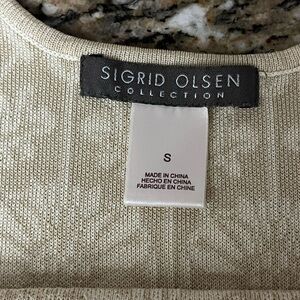 SIGRID OLSEN
COLLECTION
S
MADE IN CHINA
HECHO EN CHINA
FABRIQUE EN CHINE